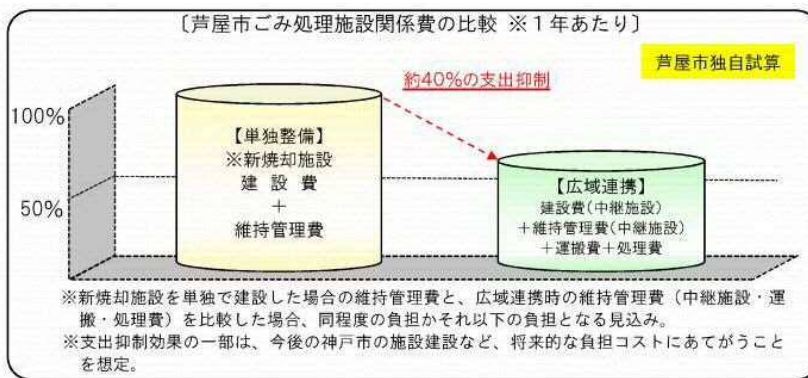 〔芦屋市ごみ処理施設関係費の比較 ※1年あたり〕
芦屋市独自試算
約40%の支出抑制
100%
50%
【単独整備】
※新焼却施設
建 設 費
+
維持管理費
【広域連携】
建設費(中継施設)
+維持管理費(中継施設)
+運搬費+処理費
※新焼却施設を単独で建設した場合の維持管理費と、広域連携時の維持管理費(中継施設・運
搬・処理費)を比較した場合、同程度の負担かそれ以下の負担となる見込み。
※支出抑制効果の一部は、今後の神戸市の施設建設など、将来的な負担コストにあてがうこと
を想定。